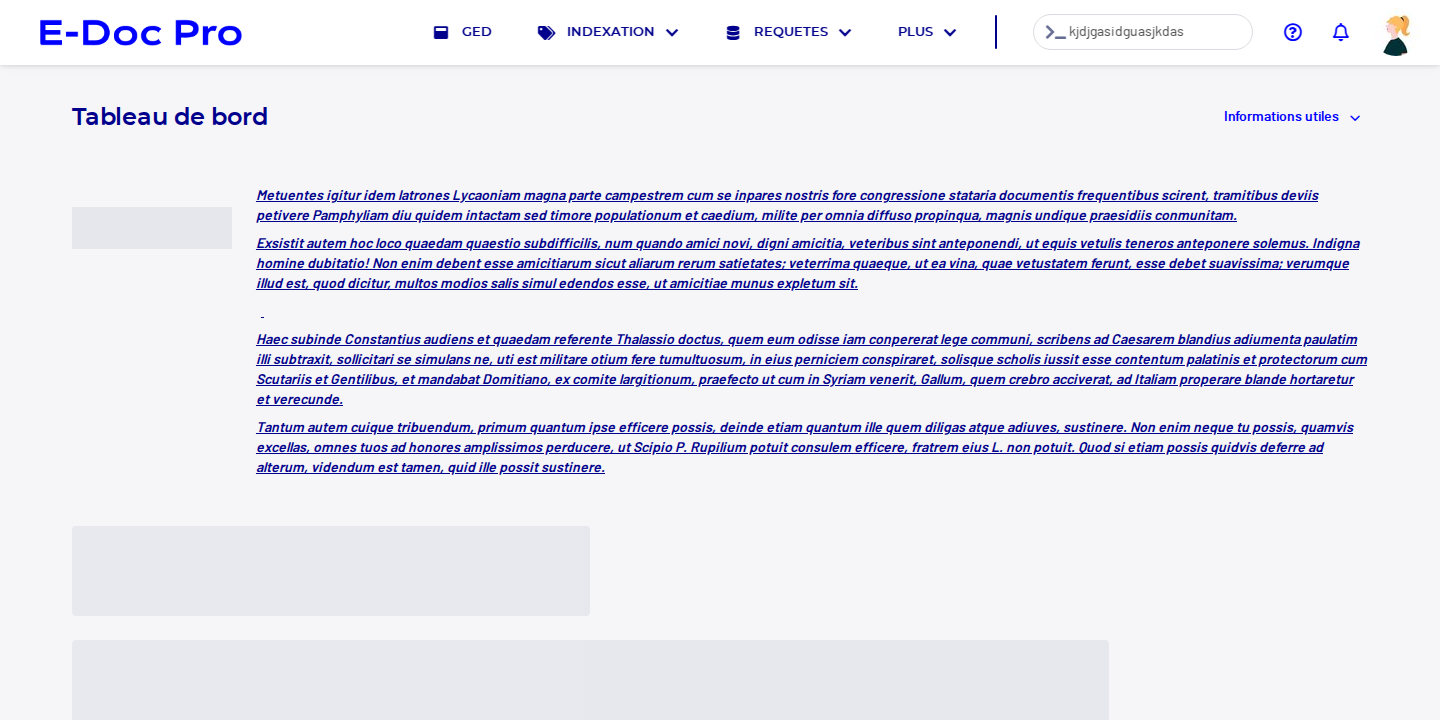 E-Doc Pro
GED
INDEXATION
REQUETES
PLUS
kjdjgasidguasjkdas
Tableau de bord
Informations utiles
Metuentes igitur idem latrones Lycaoniam magna parte campestrem cum se inpares nostris fore congressione stataria documentis frequentibus scirent, tramitibus deviis
petivere Pamphyliam diu quidem intactam sed timore populationum et caedium, milite per omnia diffuso propinqua, magnis undique praesidiis conmunitam.
Exsistit autem hoc loco quaedam quaestio subdifficilis, num quando amici novi, digni amicitia, veteribus sint anteponendi, ut equis vetulis teneros anteponere solemus. Indigna
homine dubitatio! Non enim debent esse amicitiarum sicut aliarum rerum satietates; veterrima quaeque, ut ea vina, quae vetustatem ferunt, esse debet suavissima; verumque
illud est, quod dicitur, multos modios salis simul edendos esse, ut amicitiae munus expletum sit.
Haec subinde Constantius audiens et quaedam referente Thalassio doctus, quem eum odisse iam conpererat lege communi, scribens ad Caesarem blandius adiumenta paulatim
illi subtraxit, sollicitari se simulans ne, uti est militare otium fere tumultuosum, in eius perniciem conspiraret, solisque scholis iussit esse contentum palatinis et protectorum cum
Scutariis et Gentilibus, et mandabat Domitiano, ex comite largitionum, praefecto ut cum in Syriam venerit, Gallum, quem crebro acciverat, ad Italiam properare blande hortaretur
et verecunde.
Tantum autem cuique tribuendum, primum quantum ipse efficere possis, deinde etiam quantum ille quem diligas atque adiuves, sustinere. Non enim neque tu possis, quamvis
excellas, omnes tuos ad honores amplissimos perducere, ut Scipio P. Rupilium potuit consulem efficere, fratrem eius L. non potuit. Quod si etiam possis quidvis deferre ad
alterum, videndum est tamen, quid ille possit sustinere.